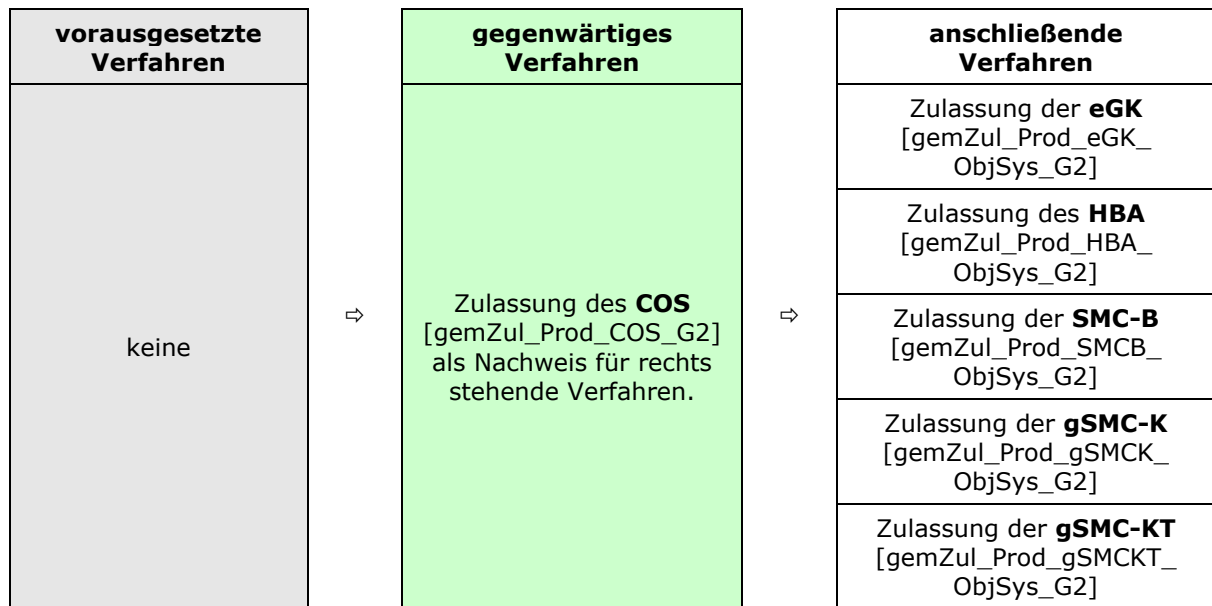 vorausgesetzte
Verfahren
keine
⇨
gegenwärtiges
Verfahren
Zulassung des COS
[gemZul_Prod_COS_G2]
als Nachweis für rechts
stehende Verfahren.
⇨
anschließende
Verfahren
Zulassung der eGK
[gemZul_Prod_eGK_
ObjSys_G2]
Zulassung des HBA
[gemZul_Prod_HBA_
ObjSys_G2]
Zulassung der SMC-B
[gemZul_Prod_SMCB_
ObjSys_G2]
Zulassung der gSMC-K
[gemZul_Prod_gSMCK_
ObjSys_G2]
Zulassung der gSMC-KT
[gemZul_Prod_gSMCKT_
ObjSys_G2]